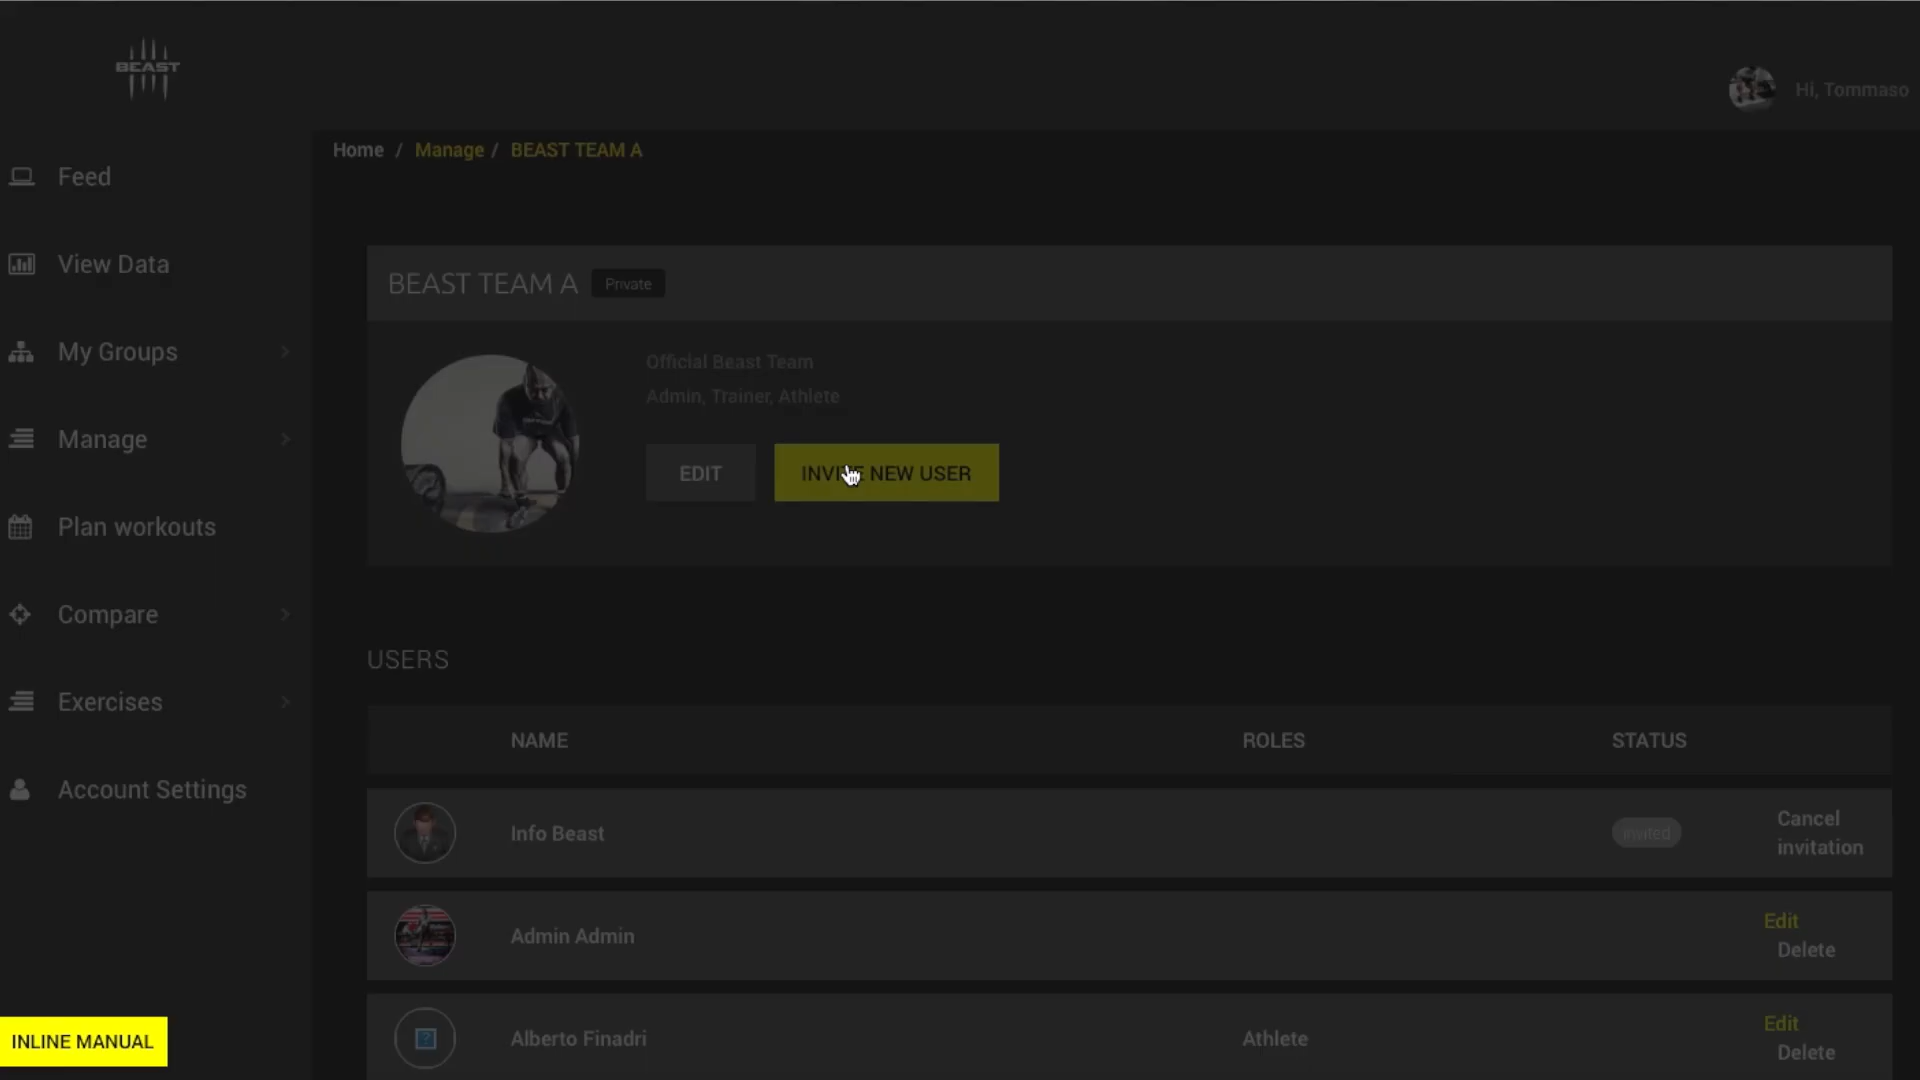 BEAST
Hi, Tommaso
Home / Manage / BEAST TEAM A
Feed
View Data
My Groups
Manage
Plan workouts
Compare
Exercises
Account Settings
INLINE MANUAL
BEAST TEAM A Private
Official Beast Team
Admin, Trainer, Athlete
EDIT INVITE NEW USER
USERS
NAME ROLES STATUS
Info Beast Invited Cancel
invitation
Admin Admin Edit
Delete
Alberto Finadri Athlete Edit
Delete